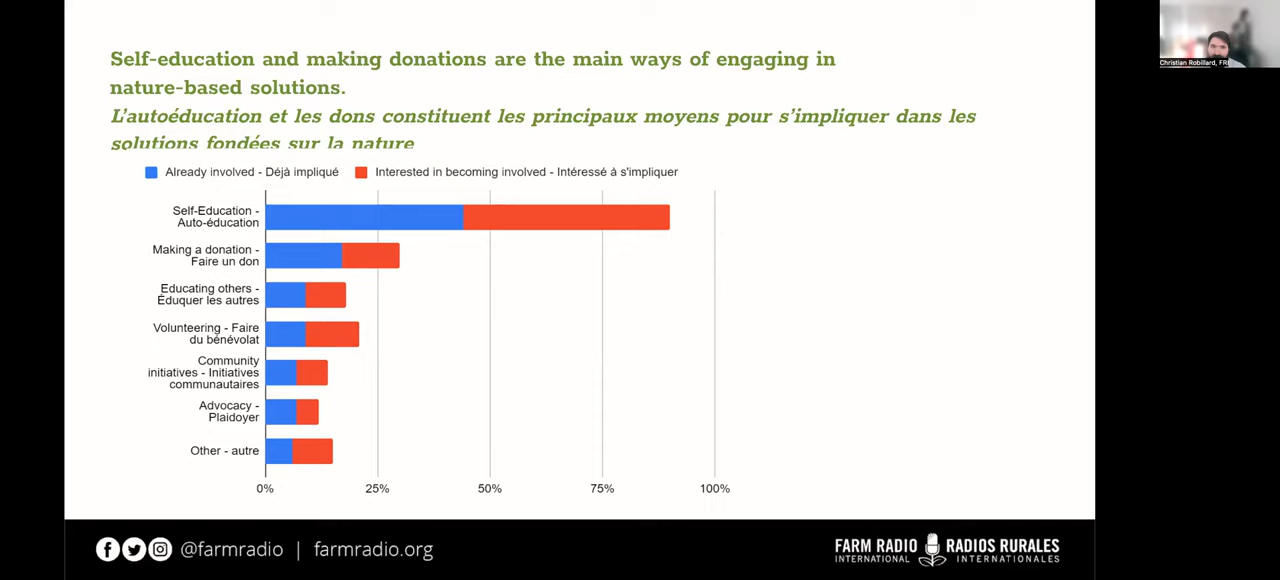 Christian Robillard, FRI
Self-education and making donations are the main ways of engaging in
nature-based solutions.
L'autoéducation et les dons constituent les principaux moyens pour s'impliquer dans les
solutions fondées sur la nature
Already involved - Déjà impliqué
Interested in becoming involved - Intéressé à s'impliquer
Self-Education -
Auto-éducation
Making a donation -
Faire un don
Educating others -
Éduquer les autres
Volunteering - Faire
du bénévolat
Community
initiatives - Initiatives
communautaires
Advocacy -
Plaidoyer
Other - autre
0% 25% 50% 75% 100%
@farmradio | farmradio.org
FARM RADIO
INTERNATIONAL
RADIOS RURALES
INTERNATIONALES